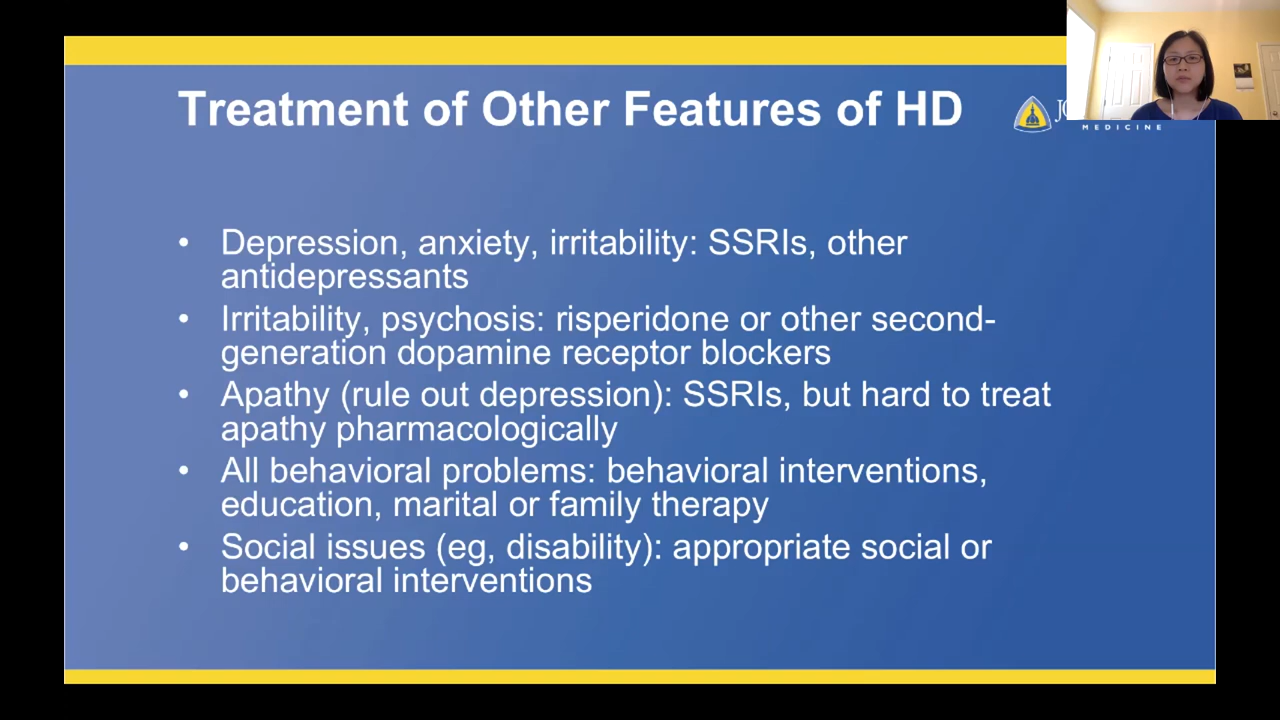 Treatment of Other Features of HD
MEDICINE
• Depression, anxiety, irritability: SSRIs, other
antidepressants
• Irritability, psychosis: risperidone or other second-
generation dopamine receptor blockers
• Apathy (rule out depression): SSRIs, but hard to treat
apathy pharmacologically
• All behavioral problems: behavioral interventions,
education, marital or family therapy
• Social issues (eg, disability): appropriate social or
behavioral interventions